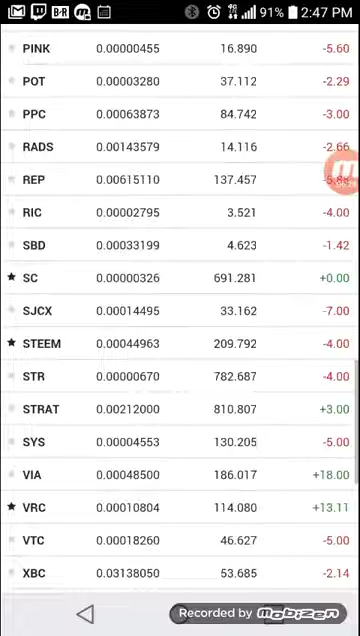 91% 2:47 PM
PINK 0.00000455 16.890 -5.60
POT 0.00003280 37.112 -2.29
PPC 0.00063873 84.742 -3.00
RADS 0.00143579 14.116 -2.66
REP 0.00615110 137.457
RIC 0.00002795 3.521 -4.00
SBD 0.00033199 4.623 -1.42
SC 0.00000326 691.281 +0.00
SJCX 0.00014495 33.162 -7.00
STEEM 0.00044963 209.792 -4.00
STR 0.00000670 782.687 -4.00
STRAT 0.00212000 810.807 +3.00
SYS 0.00004553 130.205 -5.00
VIA 0.00048500 186.017 +18.00
VRC 0.00010804 114.080 +13.11
VTC 0.00018260 46.627 -5.00
XBC 0.03138050 53.685 -2.14
Recorded by mobizen